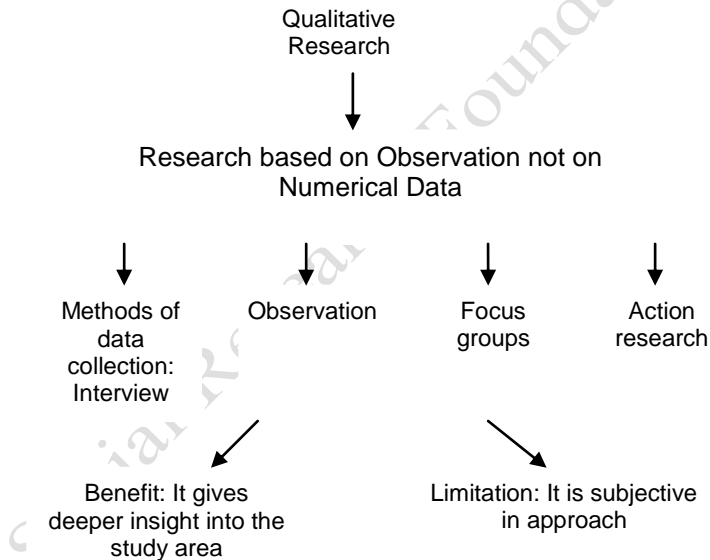 Qualitative
Research
Research based on Observation not on
Numerical Data
Methods of
data
collection:
Interview
Observation
Focus
groups
Action
research
Benefit: It gives
deeper insight into the
study area
Limitation: It is subjective
in approach